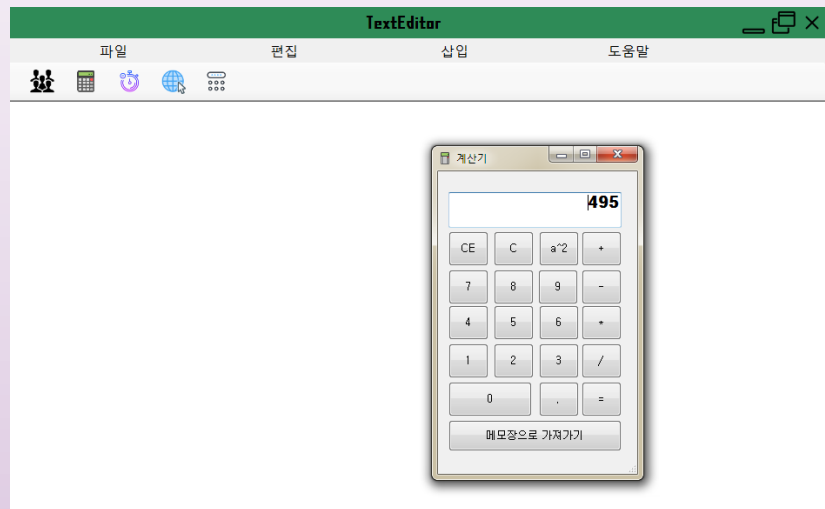 TextEditor
파일 편집 삽입 도움말
계산기
495
CE C a^2 +
7 8 9 -
4 5 6 *
1 2 3 /
0 . =
메모장으로 가져가기